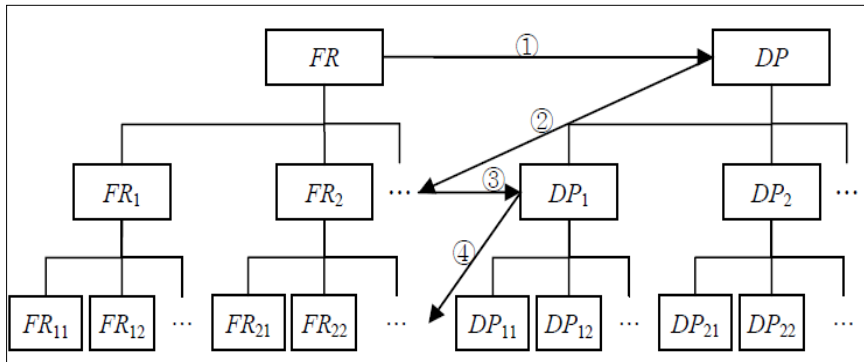 ①
FR DP
②
FR₁ FR₂ ... ③ DP₁ DP₂ ...
④
FR₁₁ FR₁₂ ... FR₂₁ FR₂₂ ... DP₁₁ DP₁₂ ... DP₂₁ DP₂₂ ...